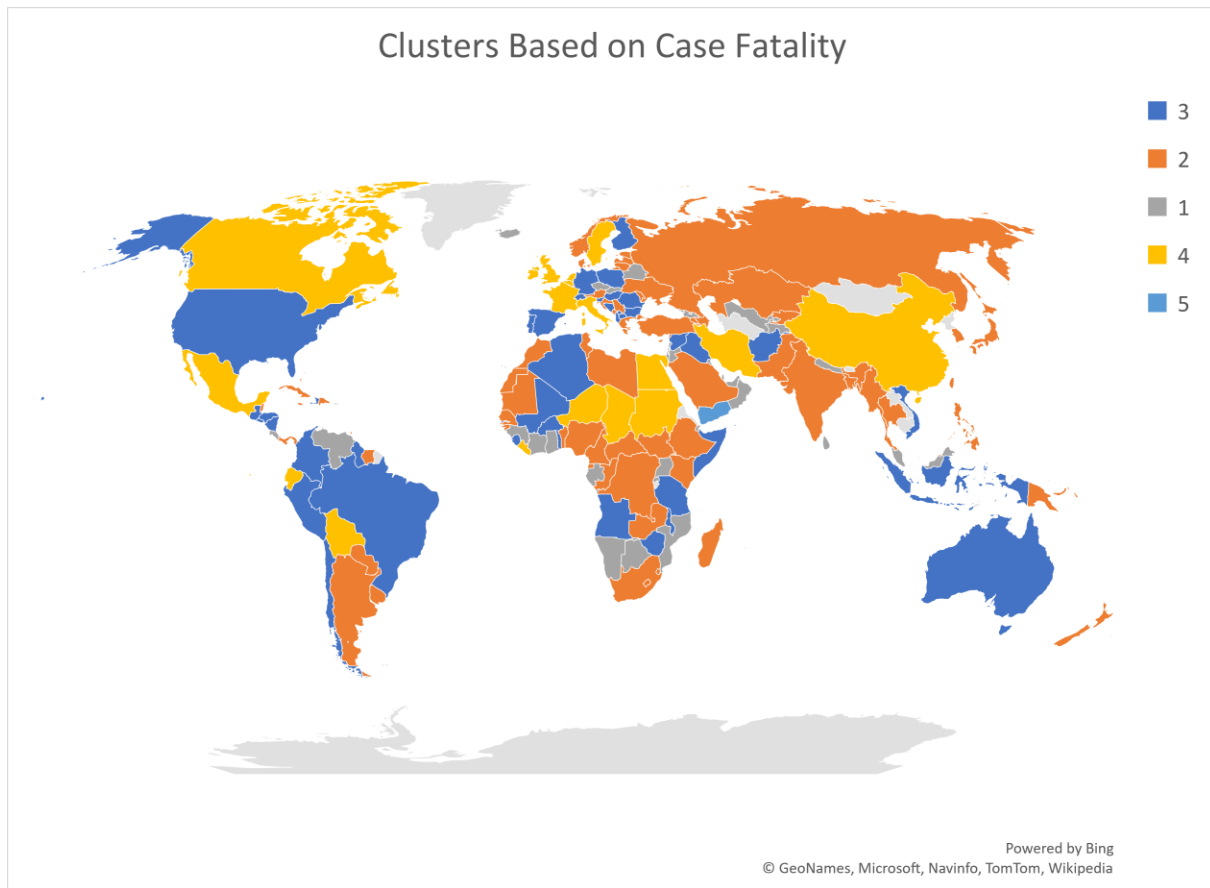 Clusters Based on Case Fatality
3
2
1
4
5
Powered by Bing
© GeoNames, Microsoft, Navinfo, TomTom, Wikipedia